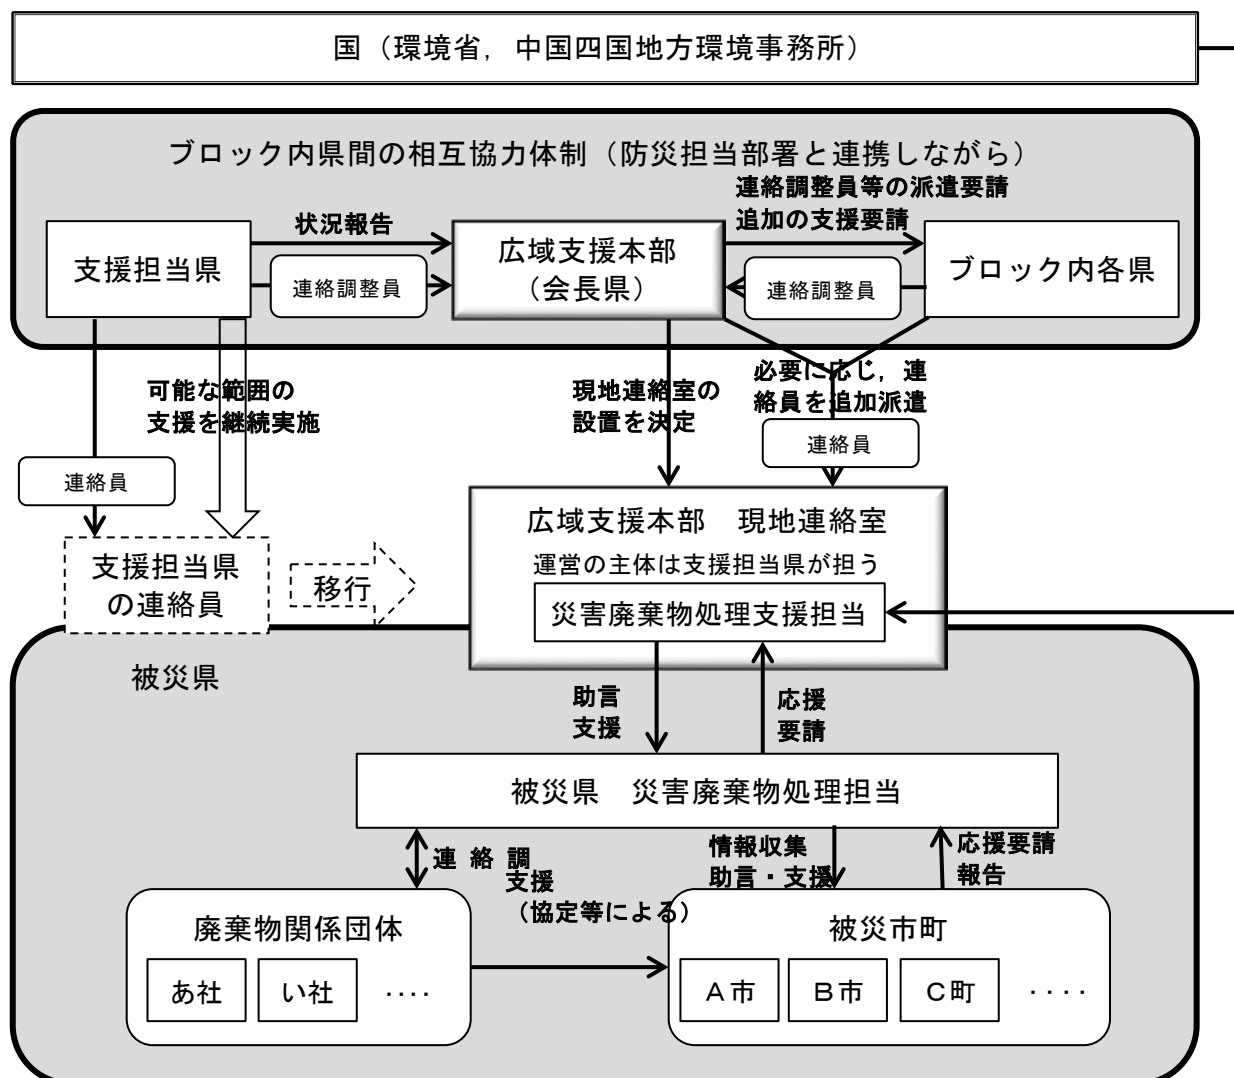 国（環境省，中国四国地方環境事務所）
ブロック内県間の相互協力体制（防災担当部署と連携しながら）
連絡調整員等の派遣要請
追加の支援要請
状況報告
支援担当県
連絡調整員
広域支援本部
（会長県）
連絡調整員
ブロック内各県
可能な範囲の
支援を継続実施
現地連絡室の
設置を決定
必要に応じ，連
絡員を追加派遣
連絡員
連絡員
支援担当県
の連絡員
移行
広域支援本部　現地連絡室
運営の主体は支援担当県が担う
災害廃棄物処理支援担当
被災県
助言
支援
応援
要請
被災県　災害廃棄物処理担当
連 絡 調
支援
（協定等による）
情報収集
助言・支援
応援要請
報告
廃棄物関係団体
あ社
い社
‥‥
被災市町
Ａ市
Ｂ市
Ｃ町
‥‥